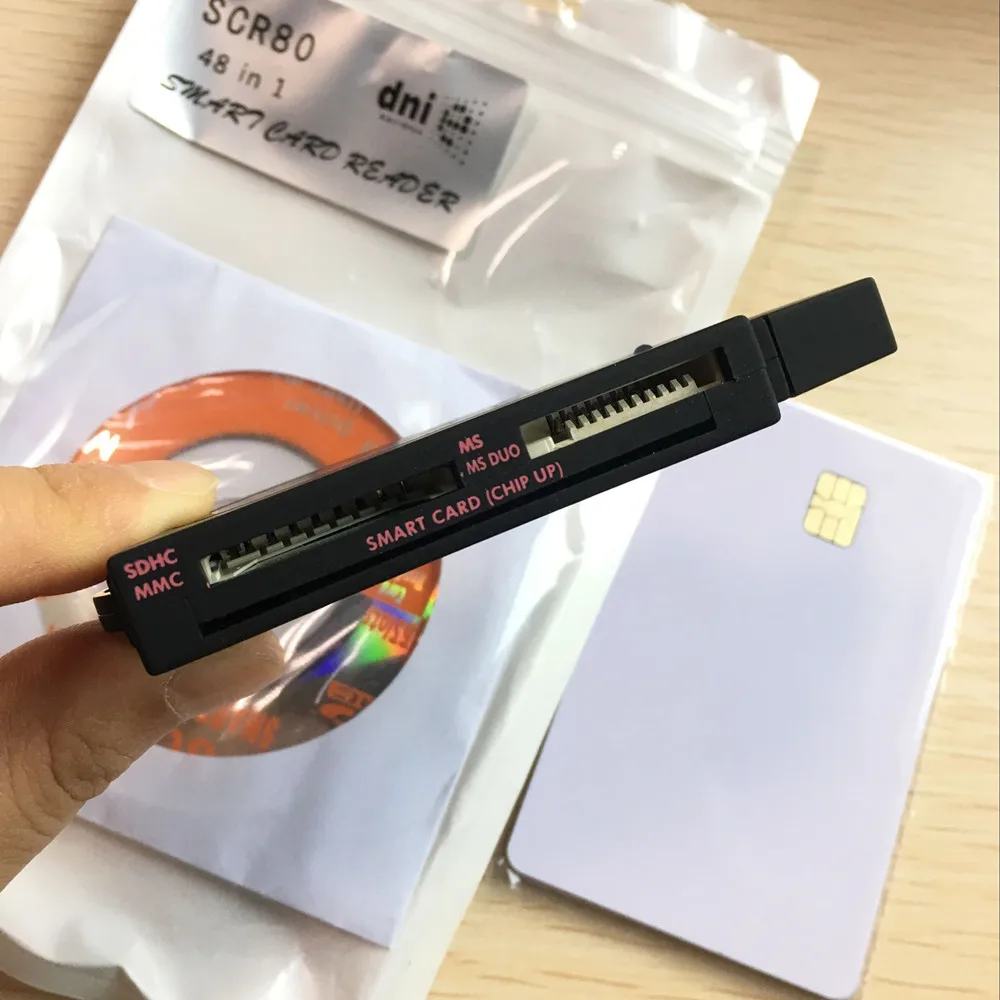 SCR80
48 in 1
dni
SMART CARD READER
MS
MS DUO
SMART CARD (CHIP UP)
SDHC
MMC